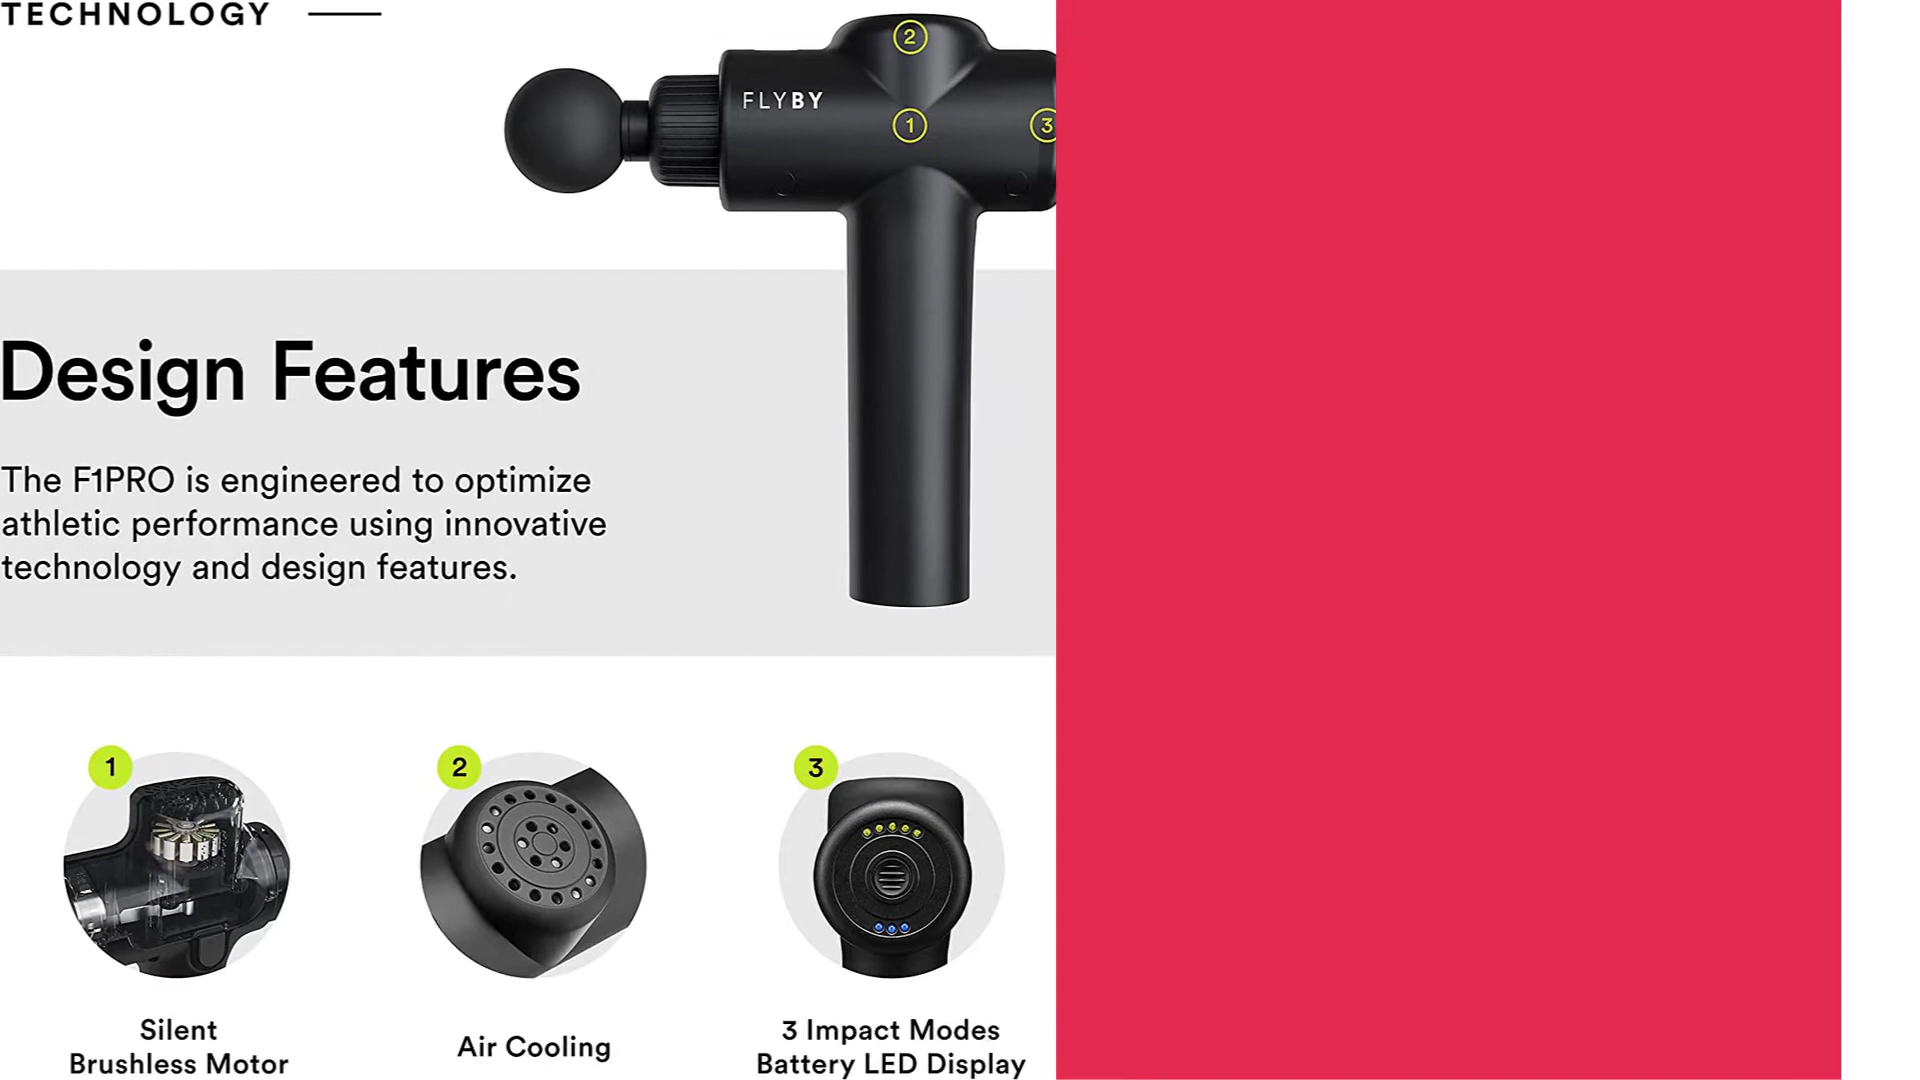 TECHNOLOGY
2
FLYBY
1
3
Design Features
The F1PRO is engineered to optimize
athletic performance using innovative
technology and design features.
1
2
3
Silent
Brushless Motor
Air Cooling
3 Impact Modes
Battery LED Display